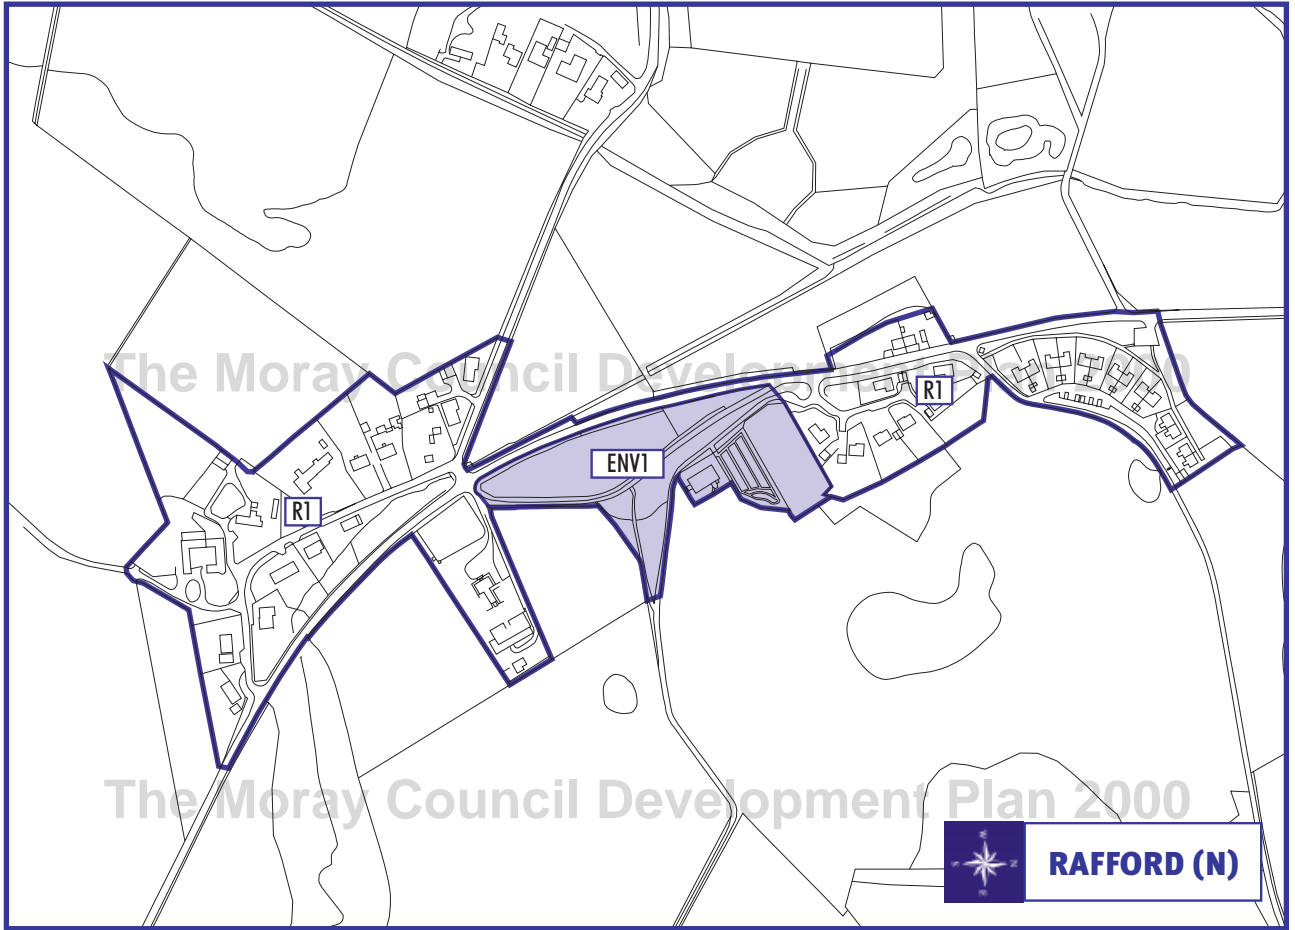 The Moray Council Development Plan 2000
R1
ENV1
R1
The Moray Council Development Plan 2000
W
S N
E
RAFFORD (N)